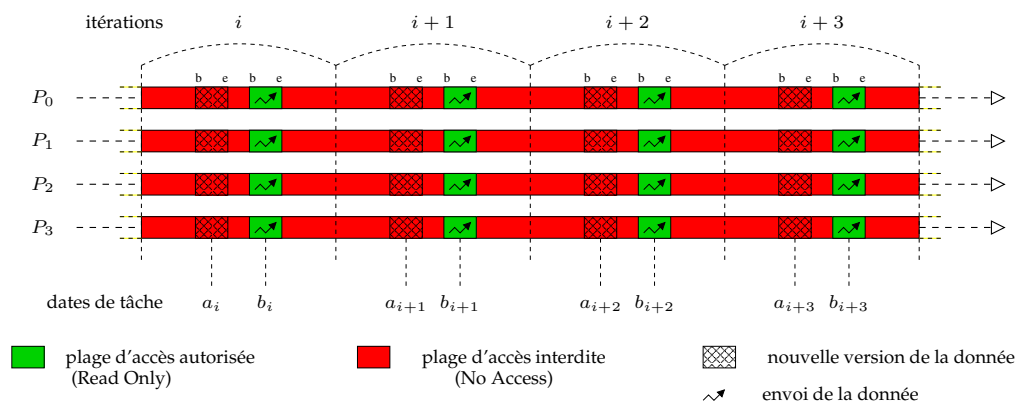 itérations i i + 1 i + 2 i + 3
b e b e b e b e b e b e b e b e
P0
P1
P2
P3
dates de tâche ai bi ai+1 bi+1 ai+2 bi+2 ai+3 bi+3
plage d'accès autorisée plage d'accès interdite nouvelle version de la donnée
(Read Only) (No Access)
envoi de la donnée